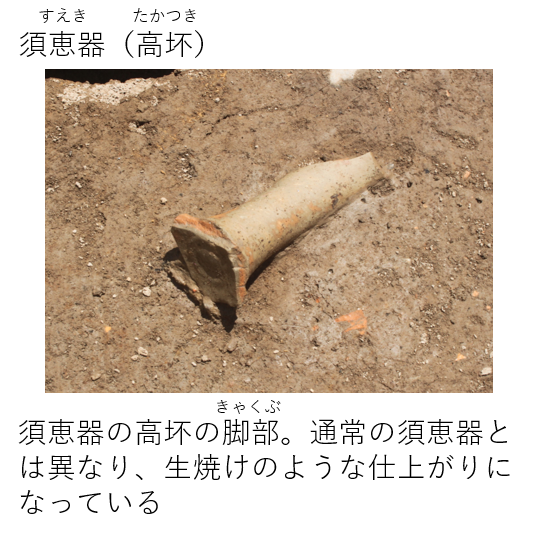 すえき たかつき
須恵器（高坏）
きゃくぶ
須恵器の高坏の脚部。通常の須恵器と
は異なり、生焼けのような仕上がりに
なっている